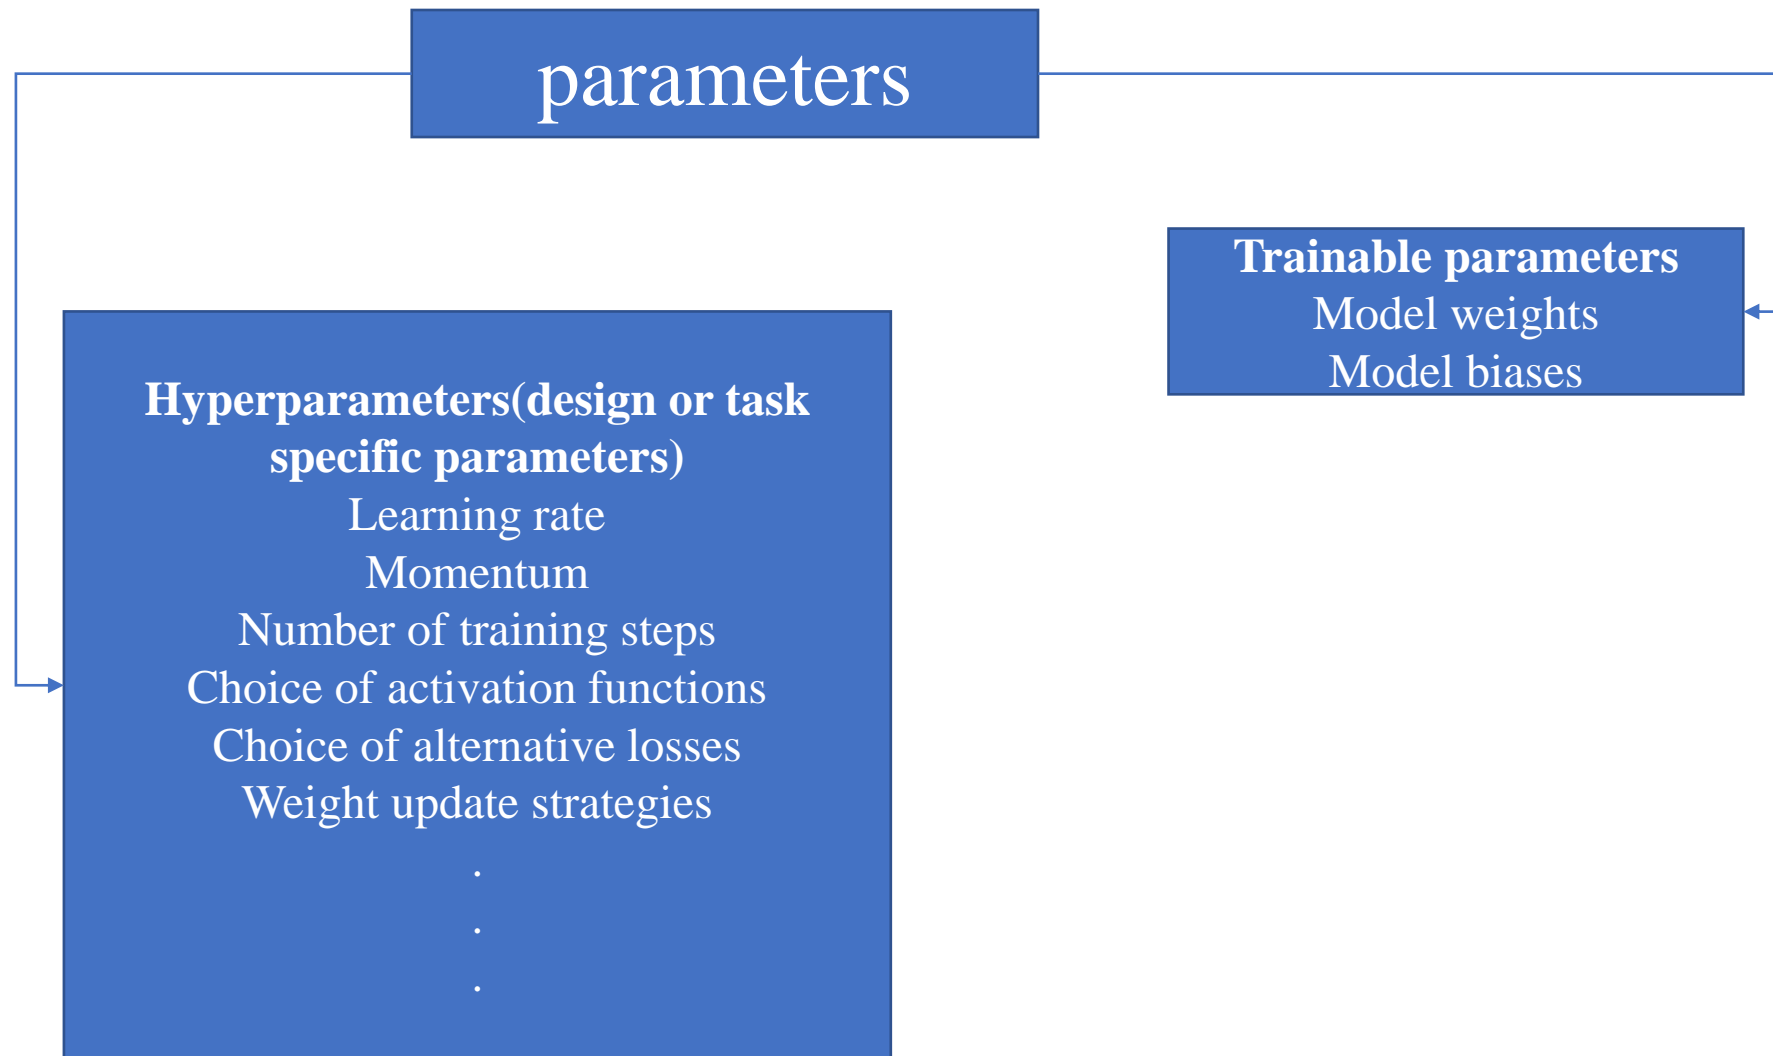 parameters
Trainable parameters
Model weights
Model biases
Hyperparameters(design or task
specific parameters)
Learning rate
Momentum
Number of training steps
Choice of activation functions
Choice of alternative losses
Weight update strategies
.
.
.